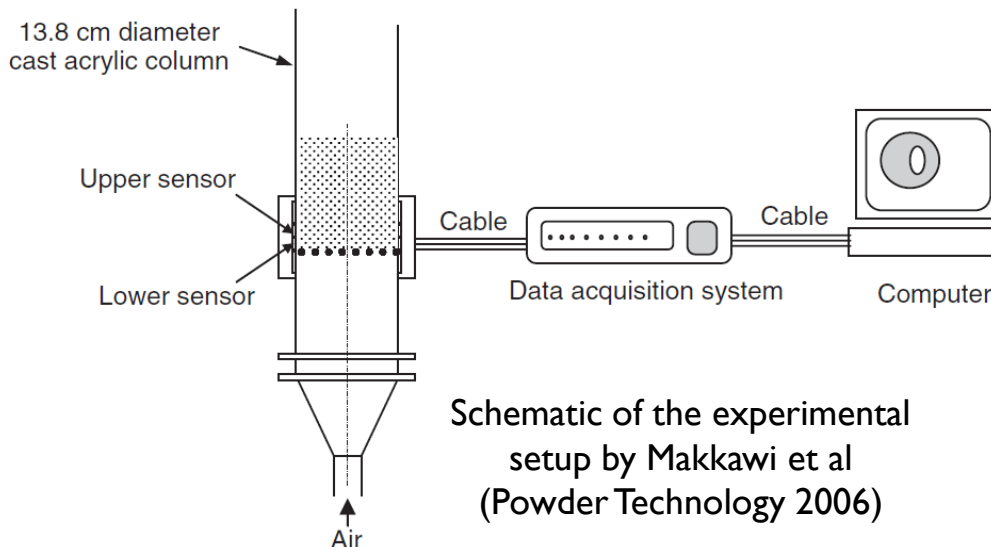 13.8 cm diameter
cast acrylic column
Upper sensor
Cable
Cable
Lower sensor
Data acquisition system
Computer
Schematic of the experimental
setup by Makkawi et al
(Powder Technology 2006)
Air